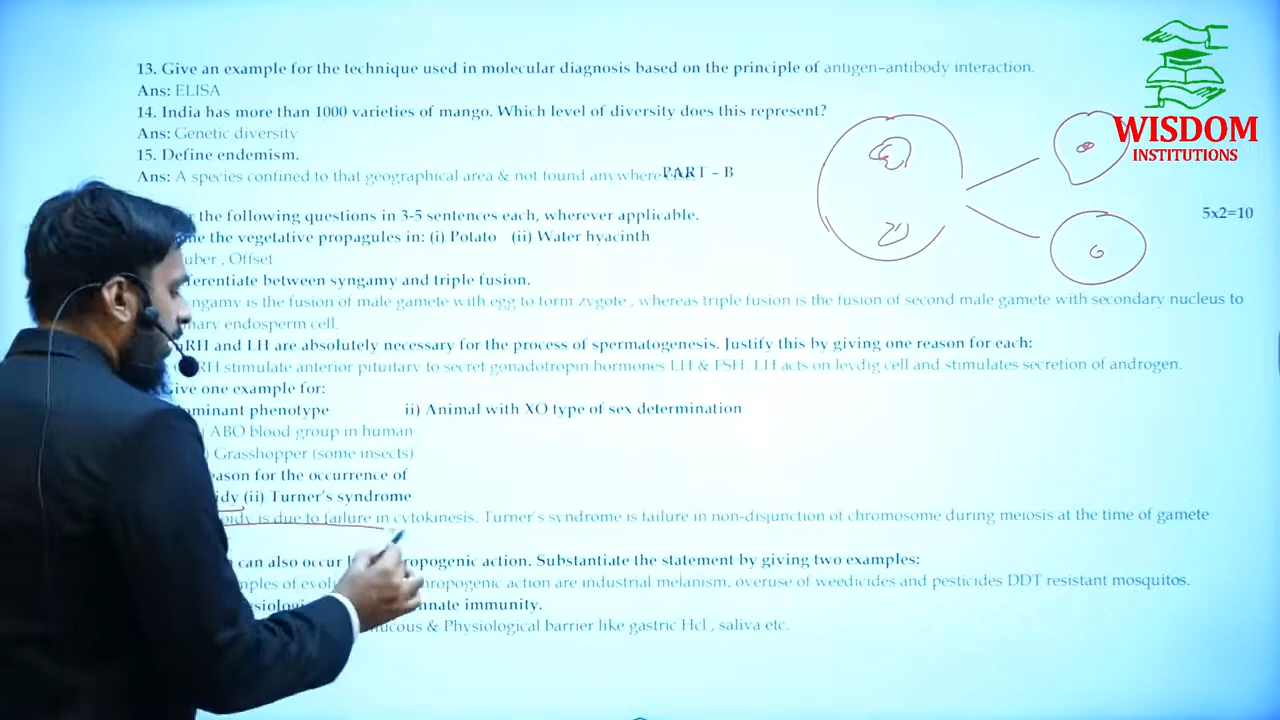 13. Give an example for the technique used in molecular diagnosis based on the principle of antigen-antibody interaction.
Ans: ELISA
14. India has more than 1000 varieties of mango. Which level of diversity does this represent?
Ans: Genetic diversity
15. Define endemism.
Ans: A species confined to that geographical area & not found anywhere
PART – B
the following questions in 3-5 sentences each, wherever applicable.
5x2=10
the vegetative propagules in: (i) Potato (ii) Water hyacinth
, Offset
between syngamy and triple fusion.
is the fusion of male gamete with egg to form zygote , whereas triple fusion is the fusion of second male gamete with secondary nucleus to
endosperm cell.
and LH are absolutely necessary for the process of spermatogenesis. Justify this by giving one reason for each:
stimulate anterior pituitary to secret gonadotropin hormones LH & FSH. LH acts on leydig cell and stimulates secretion of androgen.
ive one example for:
phenotype ii) Animal with XO type of sex determination
ABO blood group in human
Grasshopper (some insects)
ason for the occurrence of
(ii) Turner's syndrome
is due to failure in cytokinesis. Turner's syndrome is failure in non-disjunction of chromosome during meiosis at the time of gamete
can also occur ropogenic action. Substantiate the statement by giving two examples:
mples of evol ropogenic action are industrial melanism, overuse of weedicides and pesticides DDT resistant mosquitos.
nnate immunity.
mucous & Physiological barrier like gastric Hcl , saliva etc.
WISDOM
INSTITUTIONS